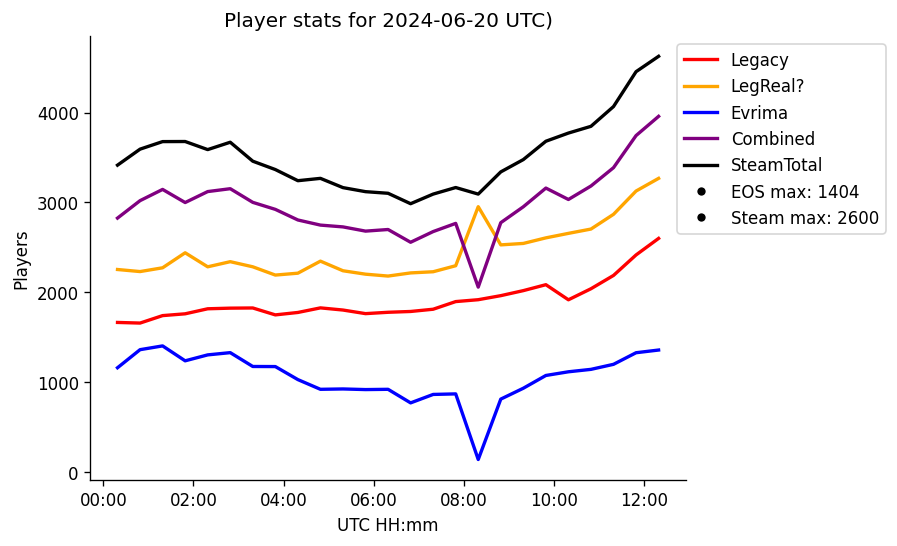 Player stats for 2024-06-20 UTC)
Legacy
LegReal?
Evrima
Combined
SteamTotal
EOS max: 1404
Steam max: 2600
Players
4000
3000
2000
1000
0
00:00 02:00 04:00 06:00 08:00 10:00 12:00
UTC HH:mm